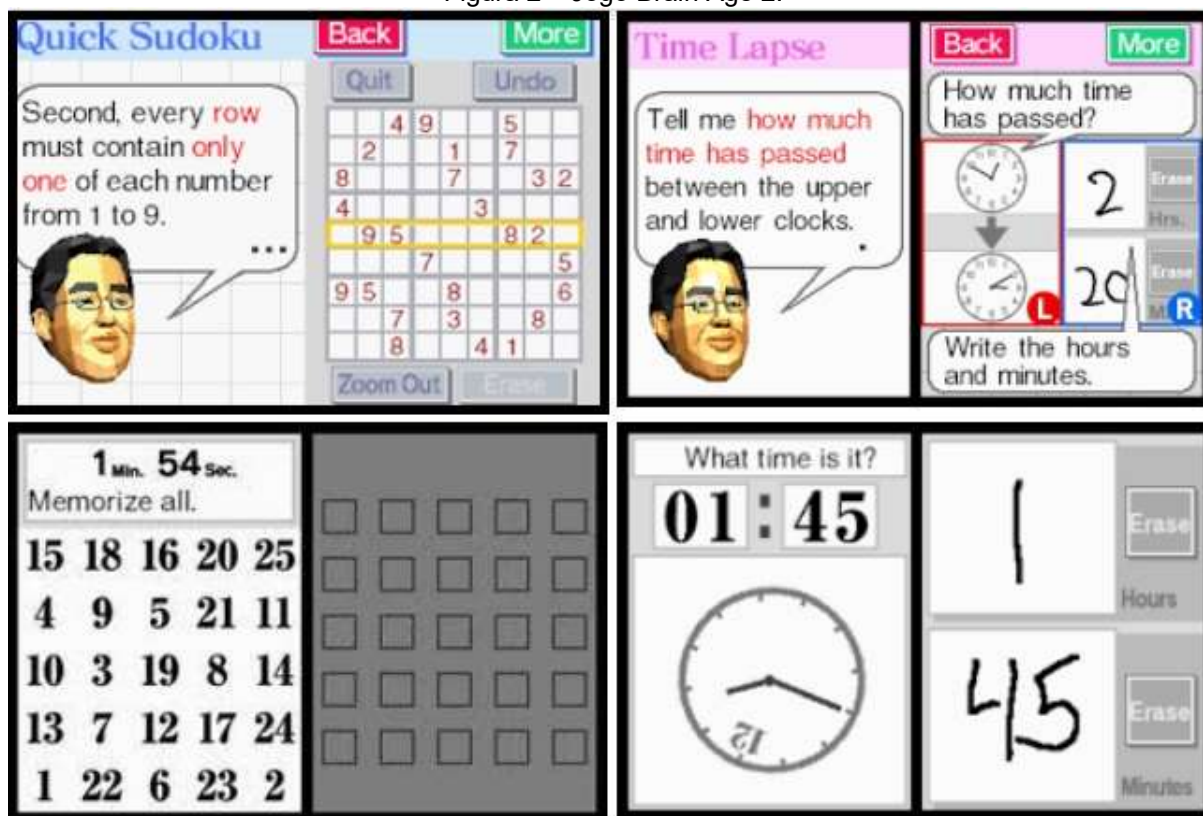 Figura 2 – Jogo Brain Age 2.
Quick Sudoku
Back
More
Second, every row
must contain only
one of each number
from 1 to 9.
...
Quit
Undo
4 9 5
2 1 7
8 7 3 2
4 3
9 5 8 2
7 5
9 5 8 6
7 3 8
8 4 1
Zoom Out
Erase
Time Lapse
Back
More
Tell me how much
time has passed
between the upper
and lower clocks.
.
How much time
has passed?
2
Erase
Hrs.
20
Erase
L
R
Write the hours
and minutes.
1 Min. 54 Sec.
Memorize all.
15 18 16 20 25
4 9 5 21 11
10 3 19 8 14
13 7 12 17 24
1 22 6 23 2
What time is it?
01:45
12
1
Erase
Hours
45
Erase
Minutes